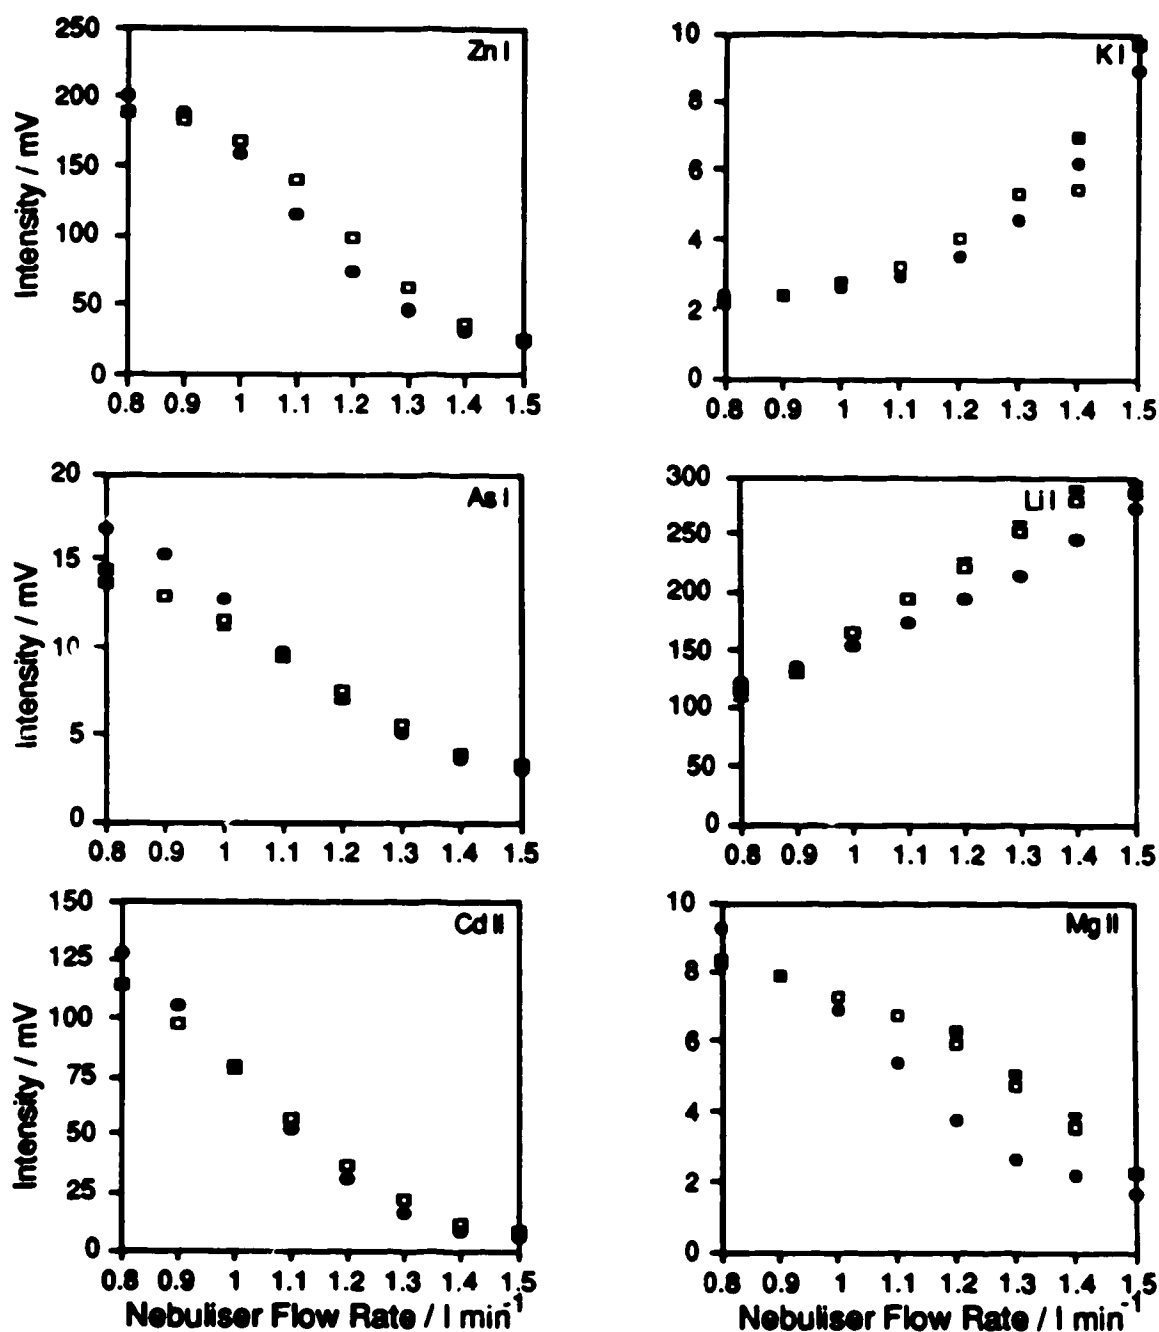 Zn I
250
200
150
100
50
0
Intensity / mV
0.8 0.9 1 1.1 1.2 1.3 1.4 1.5
K I
10
8
6
4
2
0
0.8 0.9 1 1.1 1.2 1.3 1.4 1.5
As I
20
15
10
5
0
Intensity / mV
0.8 0.9 1 1.1 1.2 1.3 1.4 1.5
Li I
300
250
200
150
100
50
0
0.8 0.9 1 1.1 1.2 1.3 1.4 1.5
Cd II
150
125
100
75
50
25
0
Intensity / mV
0.8 0.9 1 1.1 1.2 1.3 1.4 1.5
Nebuliser Flow Rate / l min⁻¹
Mg II
10
8
6
4
2
0
0.8 0.9 1 1.1 1.2 1.3 1.4 1.5
Nebuliser Flow Rate / l min⁻¹